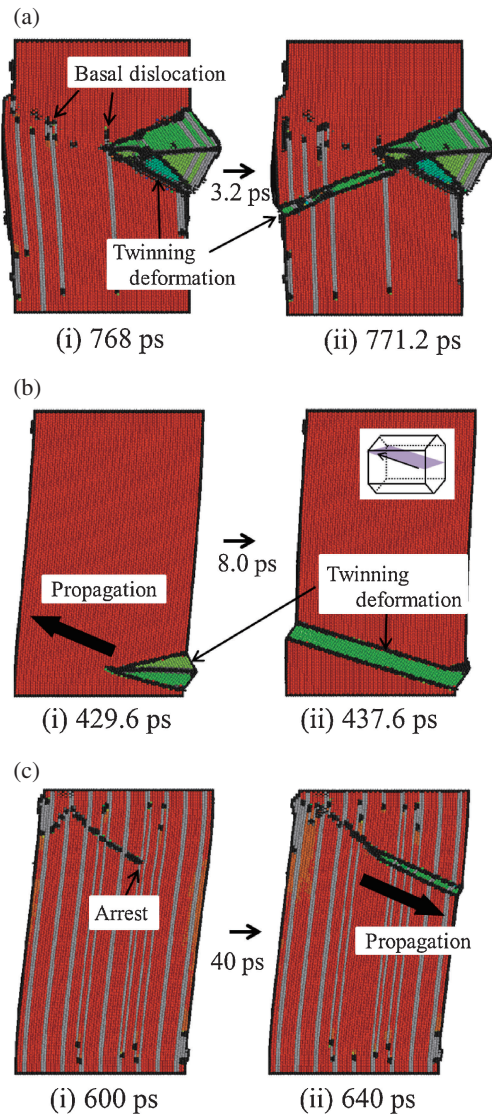 (a)
Basal dislocation
3.2 ps
Twinning
deformation
(i) 768 ps
(ii) 771.2 ps
(b)
8.0 ps
Propagation
Twinning
deformation
(i) 429.6 ps
(ii) 437.6 ps
(c)
Arrest
40 ps
Propagation
(i) 600 ps
(ii) 640 ps